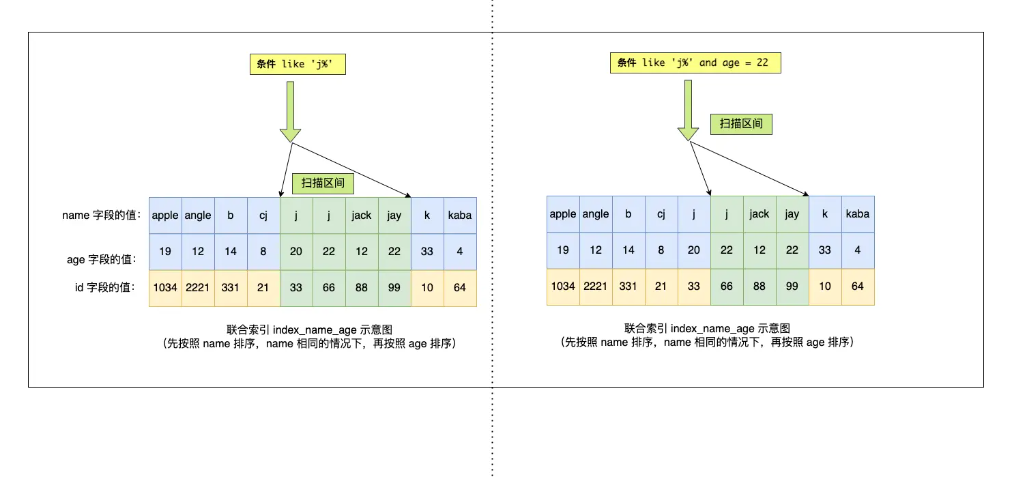 条件 like 'j%'
扫描区间
name 字段的值： apple angle b cj j j jack jay k kaba
age 字段的值： 19 12 14 8 20 22 12 22 33 4
id 字段的值： 1034 2221 331 21 33 66 88 99 10 64
联合索引 index_name_age 示意图
（先按照 name 排序，name 相同的情况下，再按照 age 排序）
条件 like 'j%' and age = 22
扫描区间
apple angle b cj j j jack jay k kaba
19 12 14 8 20 22 12 22 33 4
1034 2221 331 21 33 66 88 99 10 64
联合索引 index_name_age 示意图
（先按照 name 排序，name 相同的情况下，再按照 age 排序）